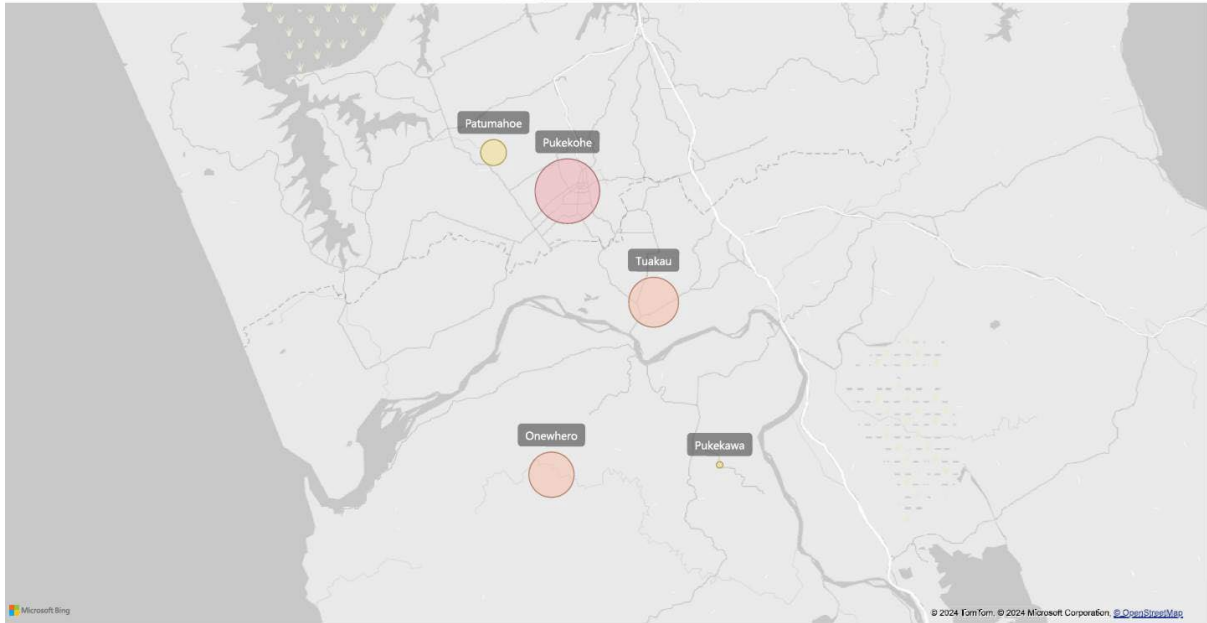 Patumahoe
Pukekohe
Tuakau
Onewhero
Pukekawa
Microsoft Bing
© 2024 TomTom, © 2024 Microsoft Corporation, © OpenStreetMap